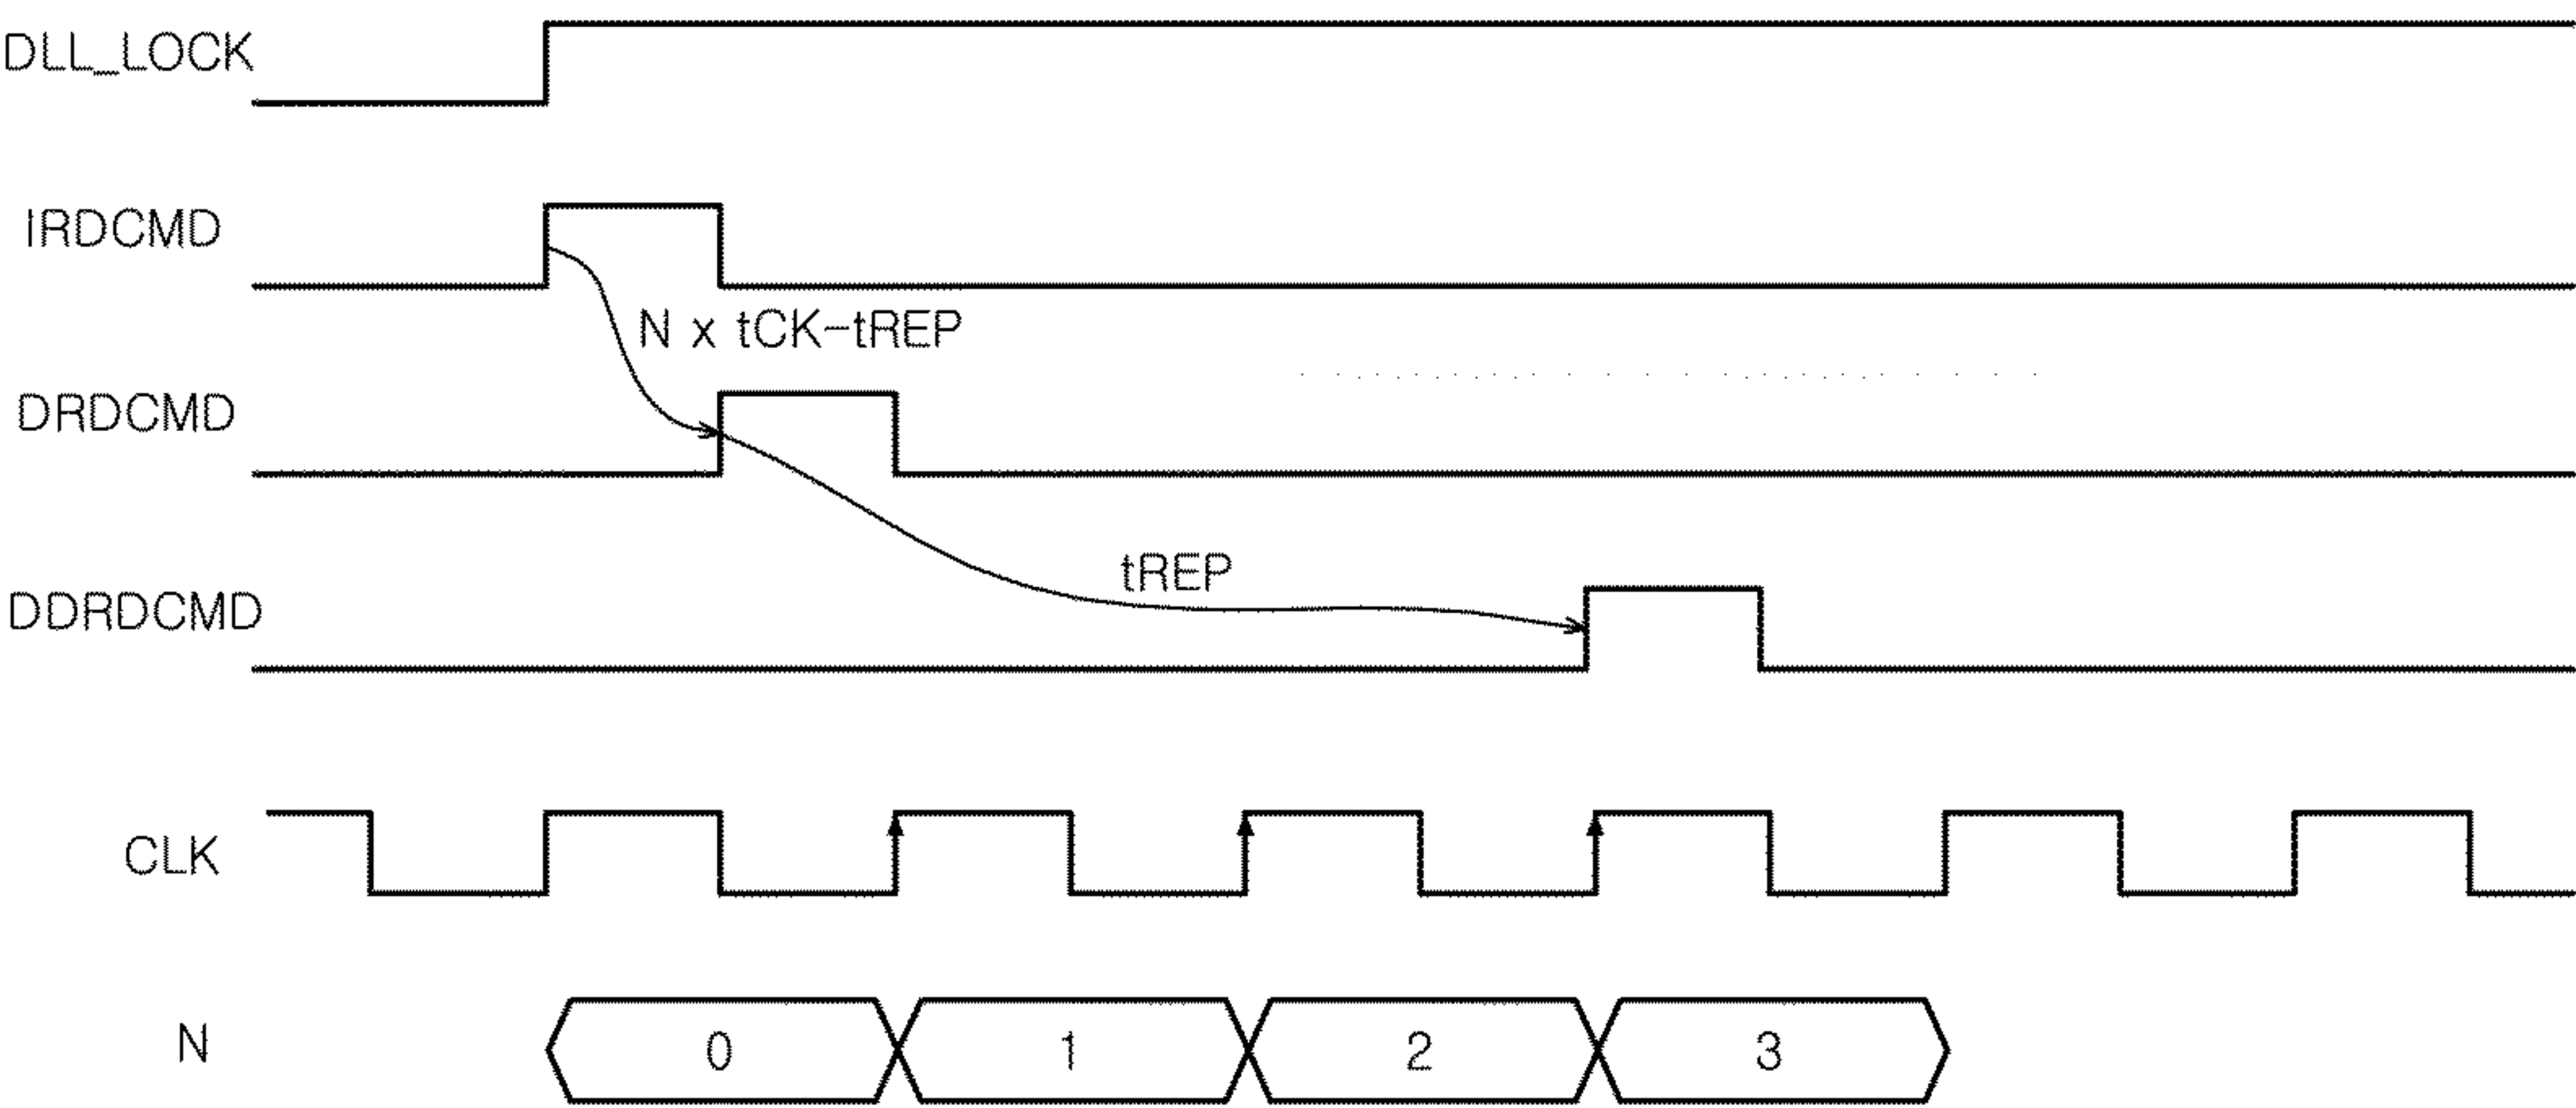 DLL_LOCK
IRDCMD
N x tCK-tREP
DRDCMD
tREP
DDRDCMD
CLK
N 0 1 2 3